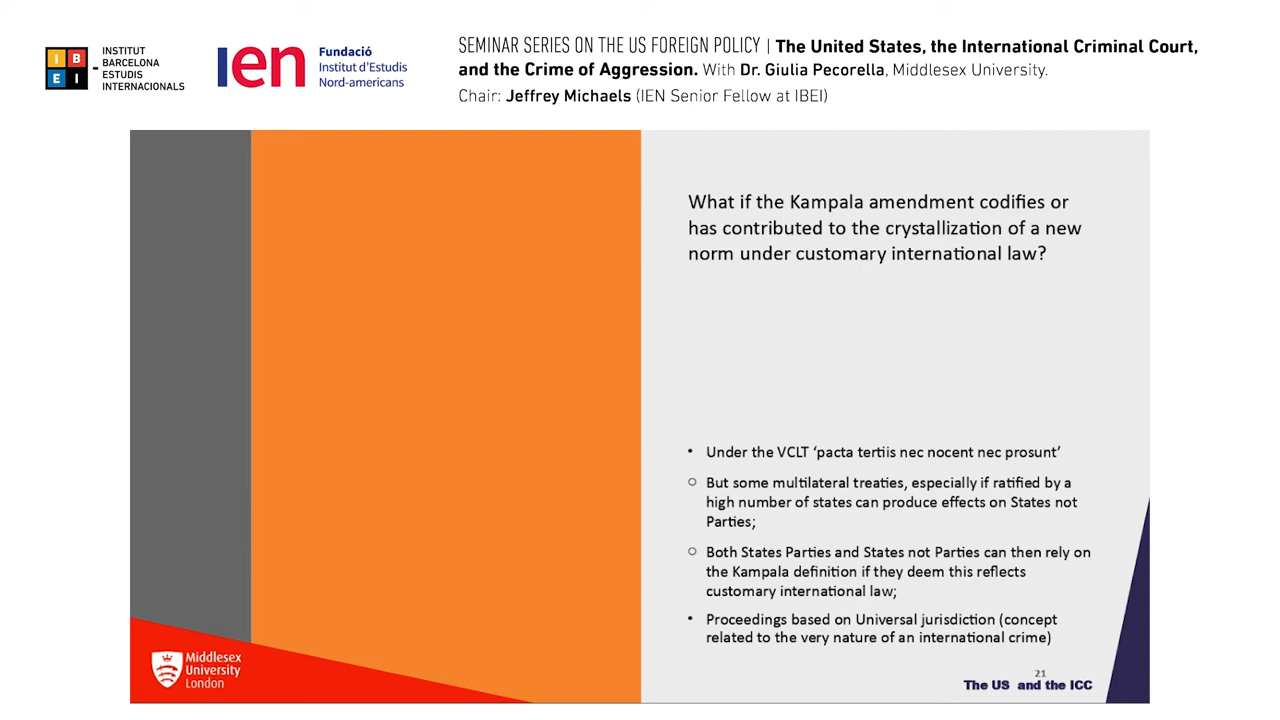 I B
E I
INSTITUT
BARCELONA
ESTUDIS
INTERNACIONALS
ien
Fundació
Institut d'Estudis
Nord-americans
SEMINAR SERIES ON THE US FOREIGN POLICY | The United States, the International Criminal Court,
and the Crime of Aggression. With Dr. Giulia Pecorella, Middlesex University.
Chair: Jeffrey Michaels (IEN Senior Fellow at IBEI)
What if the Kampala amendment codifies or
has contributed to the crystallization of a new
norm under customary international law?
• Under the VCLT ‘pacta tertiis nec nocent nec prosunt’
○ But some multilateral treaties, especially if ratified by a
high number of states can produce effects on States not
Parties;
○ Both States Parties and States not Parties can then rely on
the Kampala definition if they deem this reflects
customary international law;
• Proceedings based on Universal jurisdiction (concept
related to the very nature of an international crime)
Middlesex
University
London
21
The US and the ICC